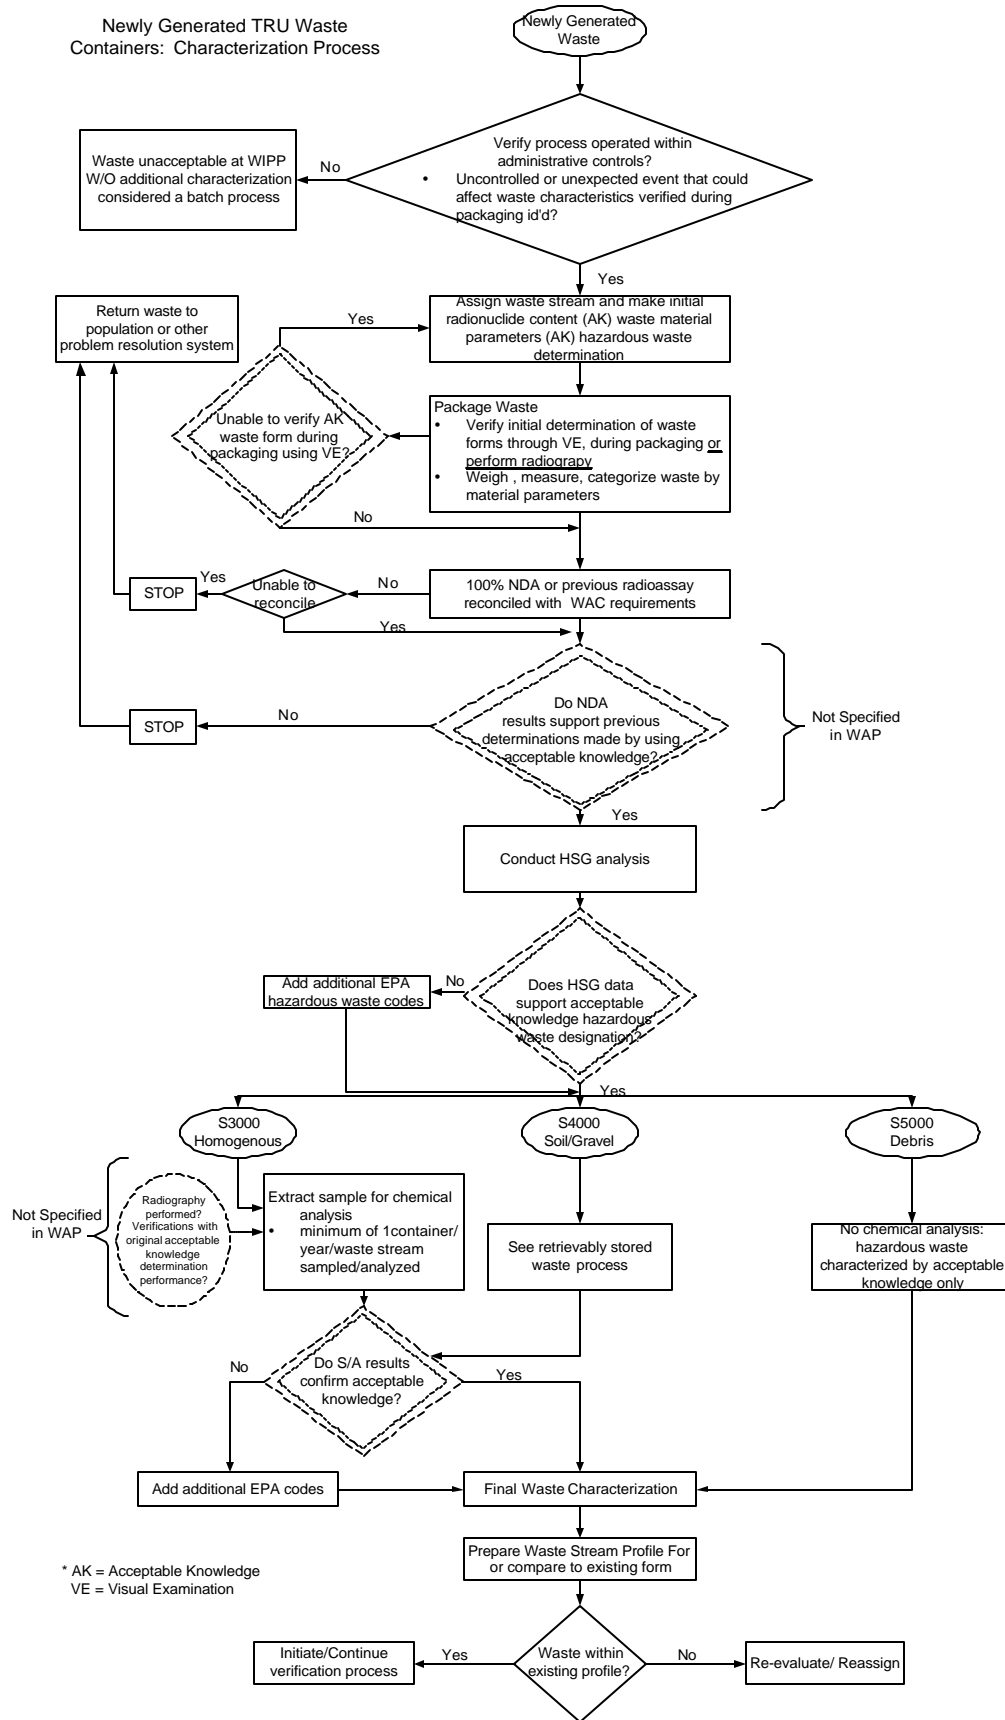 Newly Generated TRU Waste
Containers: Characterization Process
Newly Generated
Waste
Verify process operated within
administrative controls?
• Uncontrolled or unexpected event that could
affect waste characteristics verified during
packaging id'd?
No
Waste unacceptable at WIPP
W/O additional characterization
considered a batch process
Yes
Assign waste stream and make initial
radionuclide content (AK) waste material
parameters (AK) hazardous waste
determination
Return waste to
population or other
problem resolution system
Yes
Unable to verify AK
waste form during
packaging using VE?
Package Waste
• Verify initial determination of waste
forms through VE, during packaging or
perform radiograpy
• Weigh , measure, categorize waste by
material parameters
No
100% NDA or previous radioassay
reconciled with WAC requirements
No
Unable to
reconcile
Yes
STOP
Yes
Do NDA
results support previous
determinations made by using
acceptable knowledge?
No
STOP
Not Specified
in WAP
Yes
Conduct HSG analysis
Does HSG data
support acceptable
knowledge hazardous
waste designation?
No
Add additional EPA
hazardous waste codes
Yes
S3000
Homogenous
S4000
Soil/Gravel
S5000
Debris
Not Specified
in WAP
Radiography
performed?
Verifications with
original acceptable
knowledge
determination
performance?
Extract sample for chemical
analysis
• minimum of 1container/
year/waste stream
sampled/analyzed
See retrievably stored
waste process
No chemical analysis:
hazardous waste
characterized by acceptable
knowledge only
Do S/A results
confirm acceptable
knowledge?
No
Yes
Add additional EPA codes
Final Waste Characterization
Prepare Waste Stream Profile For
or compare to existing form
* AK = Acceptable Knowledge
VE = Visual Examination
Waste within
existing profile?
Yes
Initiate/Continue
verification process
No
Re-evaluate/ Reassign